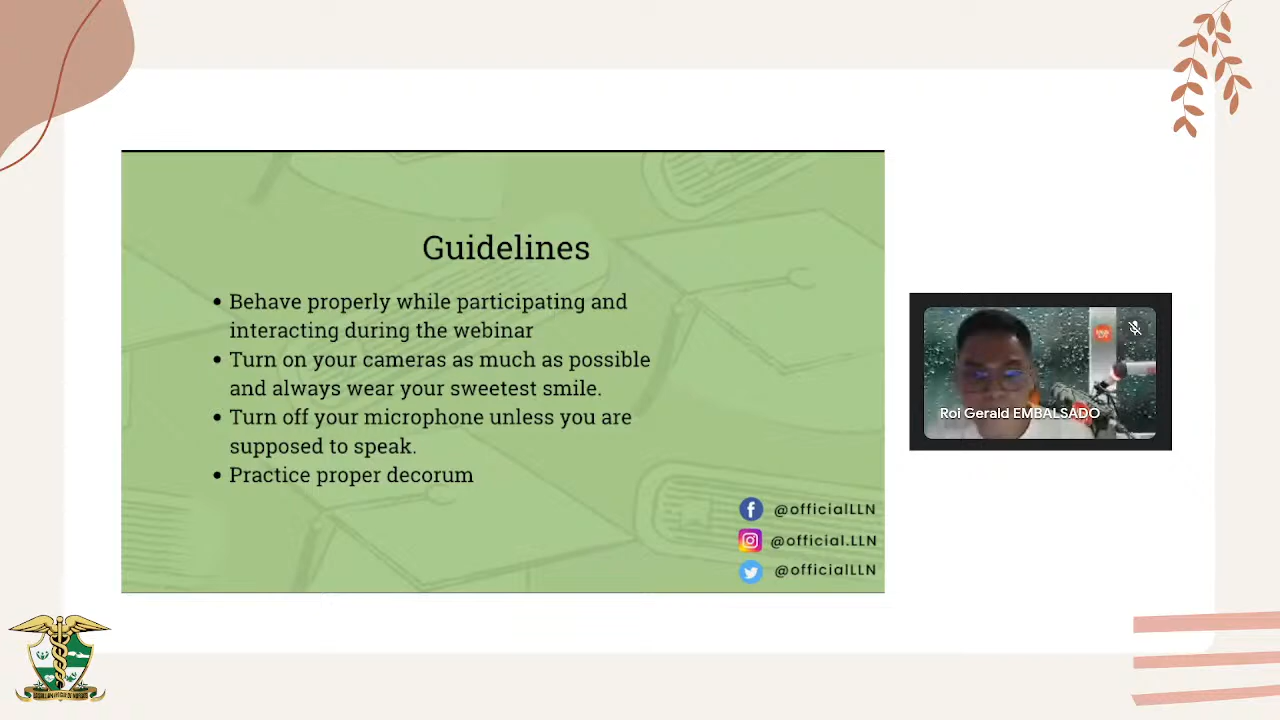 Guidelines
• Behave properly while participating and
interacting during the webinar
• Turn on your cameras as much as possible
and always wear your sweetest smile.
• Turn off your microphone unless you are
supposed to speak.
• Practice proper decorum
@officialLLN
@official.LLN
@officialLLN
Roi Gerald EMBALSADO